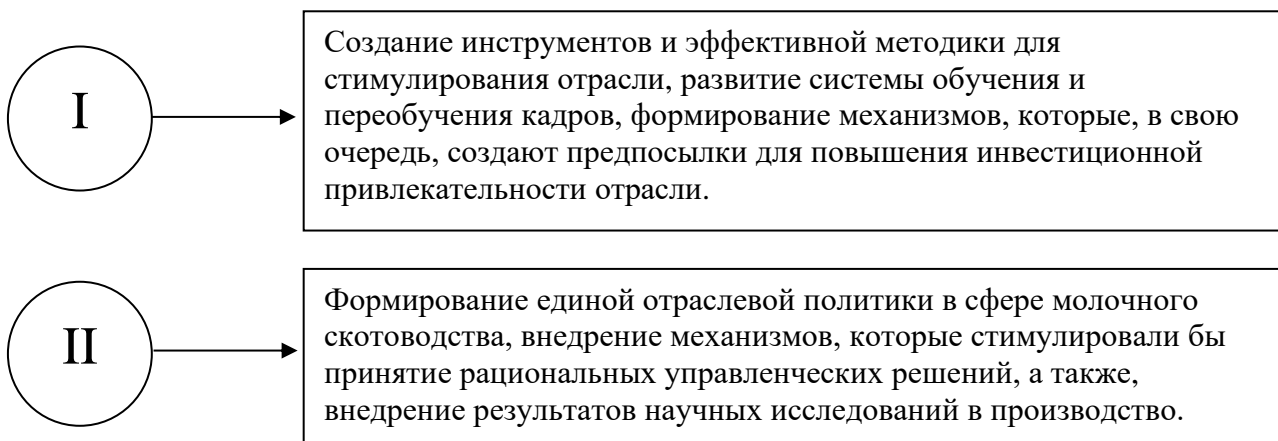 I
Создание инструментов и эффективной методики для
стимулирования отрасли, развитие системы обучения и
переобучения кадров, формирование механизмов, которые, в свою
очередь, создают предпосылки для повышения инвестиционной
привлекательности отрасли.
II
Формирование единой отраслевой политики в сфере молочного
скотоводства, внедрение механизмов, которые стимулировали бы
принятие рациональных управленческих решений, а также,
внедрение результатов научных исследований в производство.